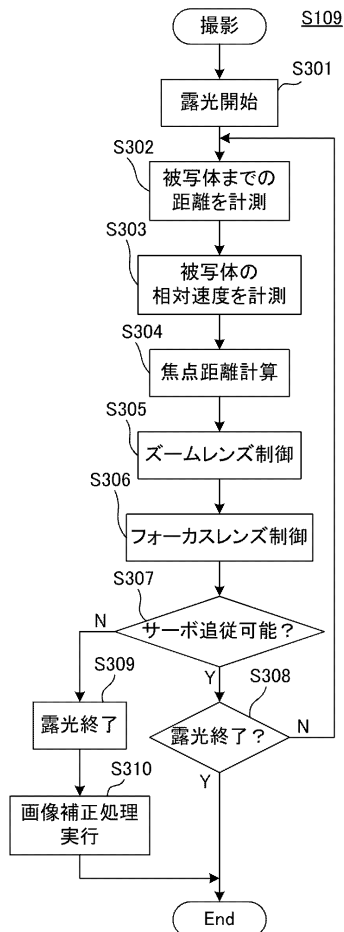 撮影
S109
S301
露光開始
S302
被写体までの
距離を計測
S303
被写体の
相対速度を計測
S304
焦点距離計算
S305
ズームレンズ制御
S306
フォーカスレンズ制御
S307
サーボ追従可能？
N
Y
S309
露光終了
S308
露光終了？
N
Y
S310
画像補正処理
実行
End